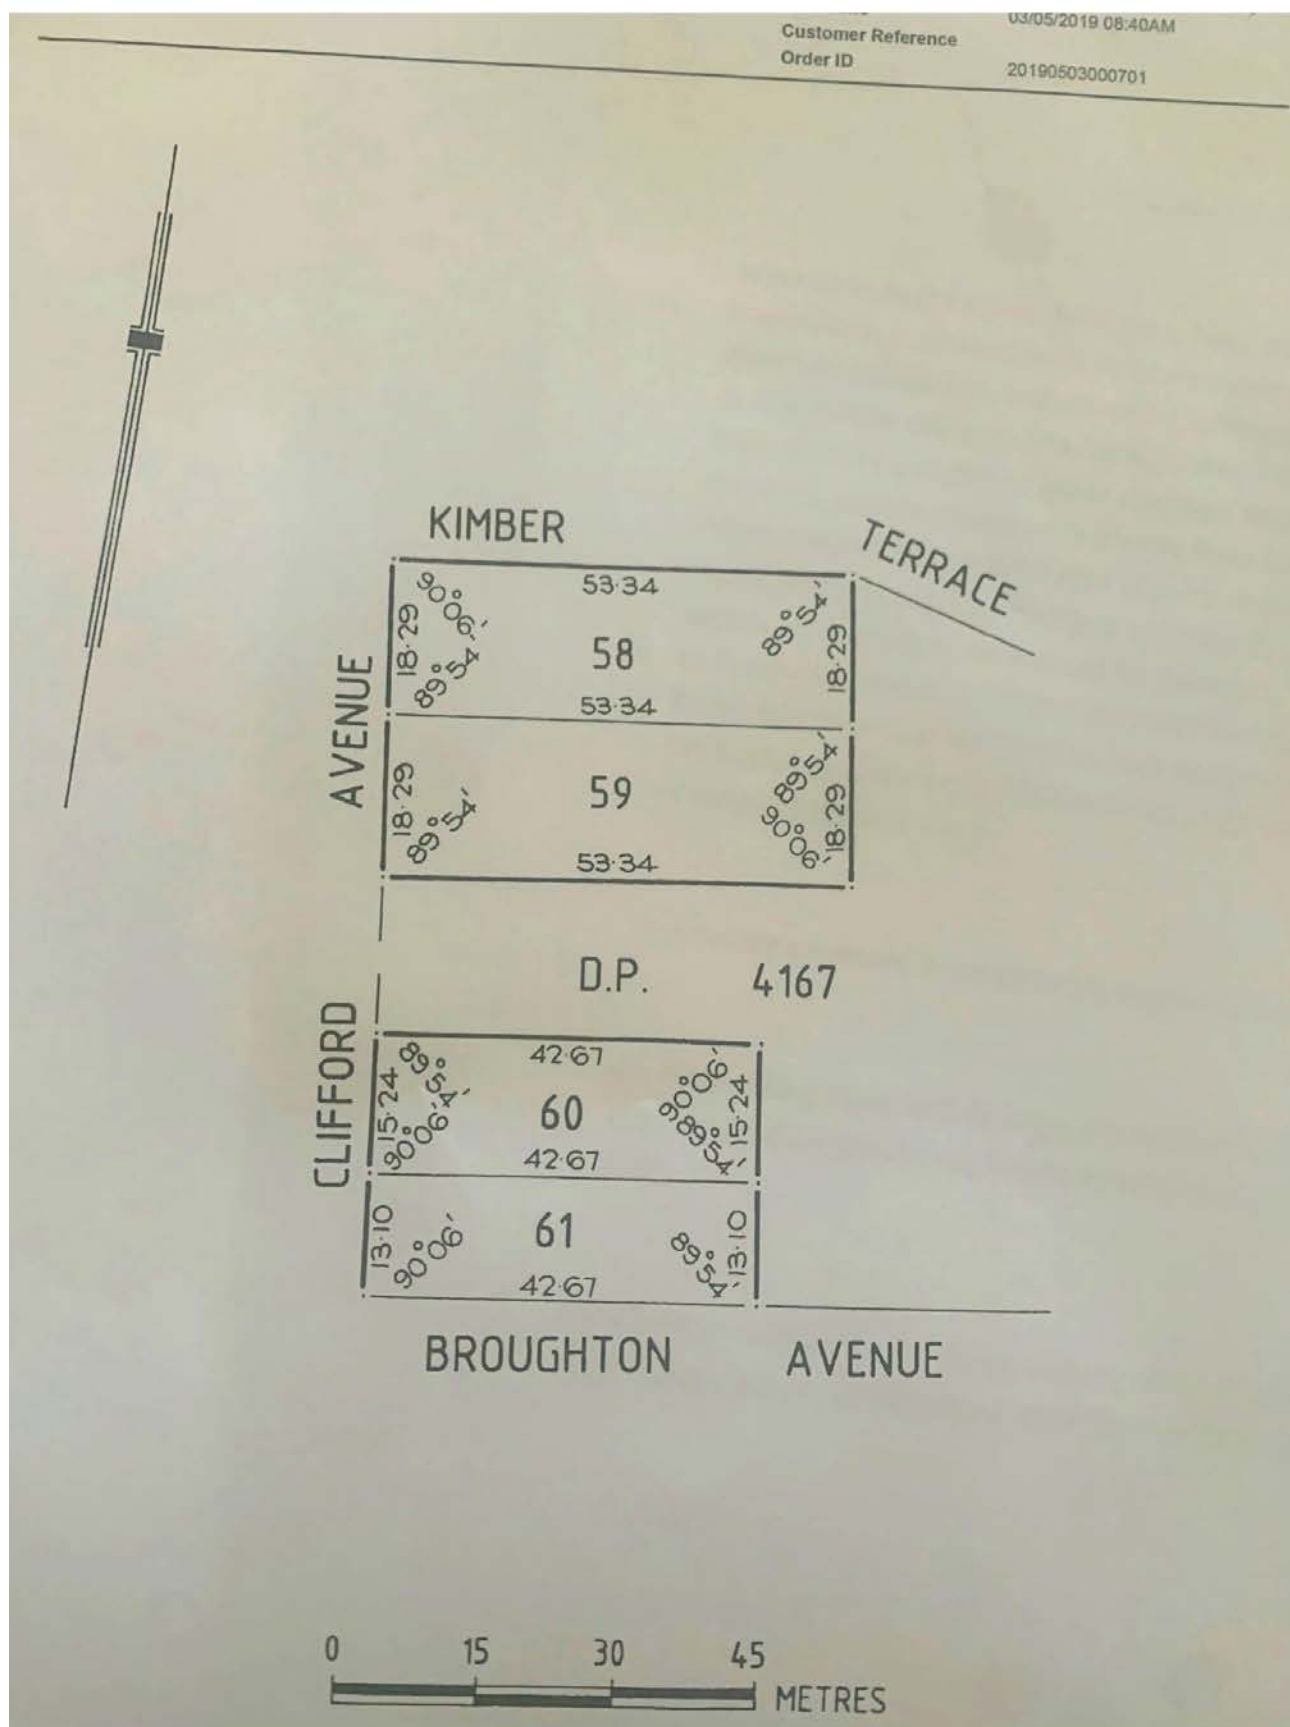 03/05/2019 08:40AM
Customer Reference
Order ID
20190503000701
KIMBER
TERRACE
53·34
90°06′
89°54′
18·29
58
18·29
89°54′
53·34
AVENUE
89°54′
18·29
59
18·29
90°06′
89°54′
53·34
D.P. 4167
CLIFFORD
42·67
89°54′
90°06′
15·24
60
15·24
90°06′
89°54′
42·67
13·10
61
13·10
90°06′
89°54′
42·67
BROUGHTON AVENUE
0 15 30 45
METRES